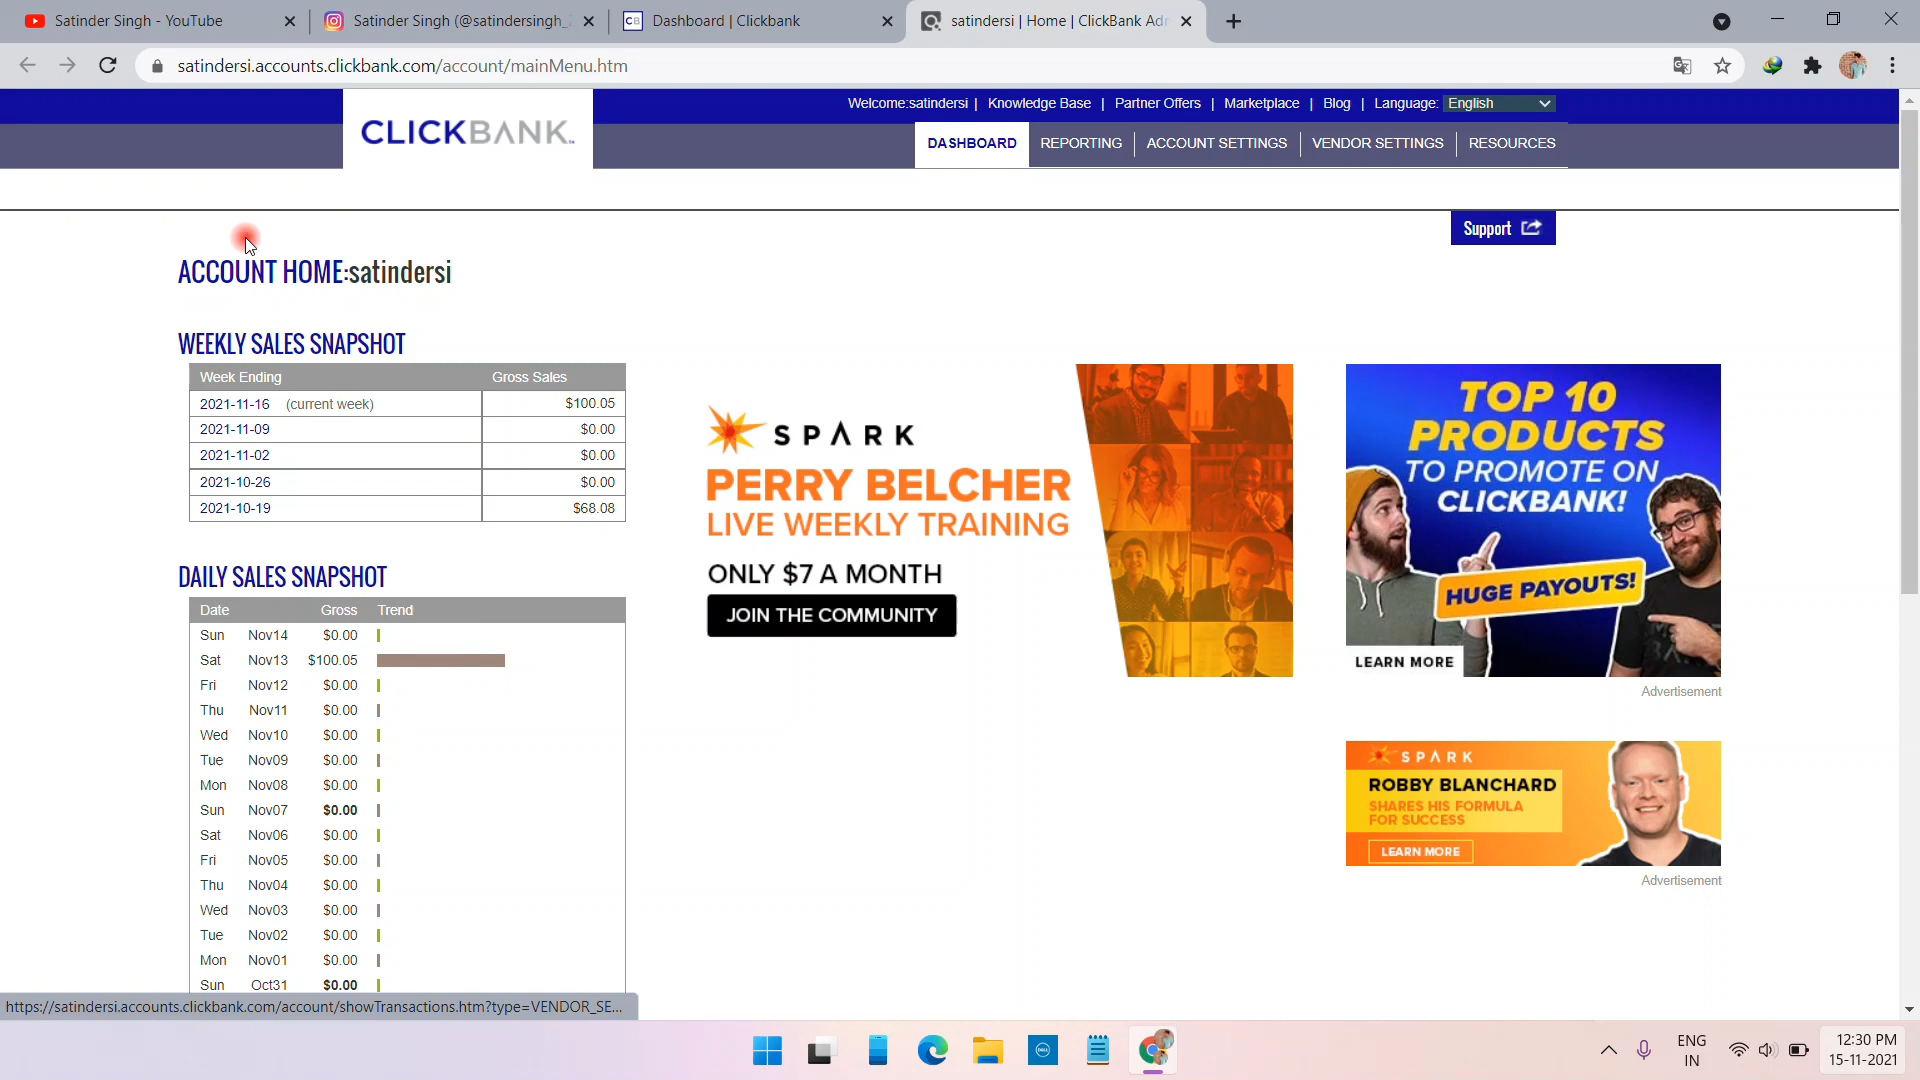 Satinder Singh - YouTube
Satinder Singh (@satindersingh_
CB Dashboard | Clickbank
satindersi | Home | ClickBank Adm
satindersi.accounts.clickbank.com/account/mainMenu.htm
Welcome:satindersi | Knowledge Base | Partner Offers | Marketplace | Blog | Language: English
CLICKBANK
DASHBOARD REPORTING ACCOUNT SETTINGS VENDOR SETTINGS RESOURCES
Support
ACCOUNT HOME:satindersi
WEEKLY SALES SNAPSHOT
Week Ending Gross Sales
2021-11-16 (current week) $100.05
2021-11-09 $0.00
2021-11-02 $0.00
2021-10-26 $0.00
2021-10-19 $68.08
DAILY SALES SNAPSHOT
Date Gross Trend
Sun Nov14 $0.00
Sat Nov13 $100.05
Fri Nov12 $0.00
Thu Nov11 $0.00
Wed Nov10 $0.00
Tue Nov09 $0.00
Mon Nov08 $0.00
Sun Nov07 $0.00
Sat Nov06 $0.00
Fri Nov05 $0.00
Thu Nov04 $0.00
Wed Nov03 $0.00
Tue Nov02 $0.00
Mon Nov01 $0.00
Sun Oct31 $0.00
SPARK
PERRY BELCHER
LIVE WEEKLY TRAINING
ONLY $7 A MONTH
JOIN THE COMMUNITY
TOP 10
PRODUCTS
TO PROMOTE ON
CLICKBANK!
HUGE PAYOUTS!
LEARN MORE
Advertisement
SPARK
ROBBY BLANCHARD
SHARES HIS FORMULA
FOR SUCCESS
LEARN MORE
Advertisement
https://satindersi.accounts.clickbank.com/account/showTransactions.htm?type=VENDOR_SE...
DELL
ENG
IN
12:30 PM
15-11-2021